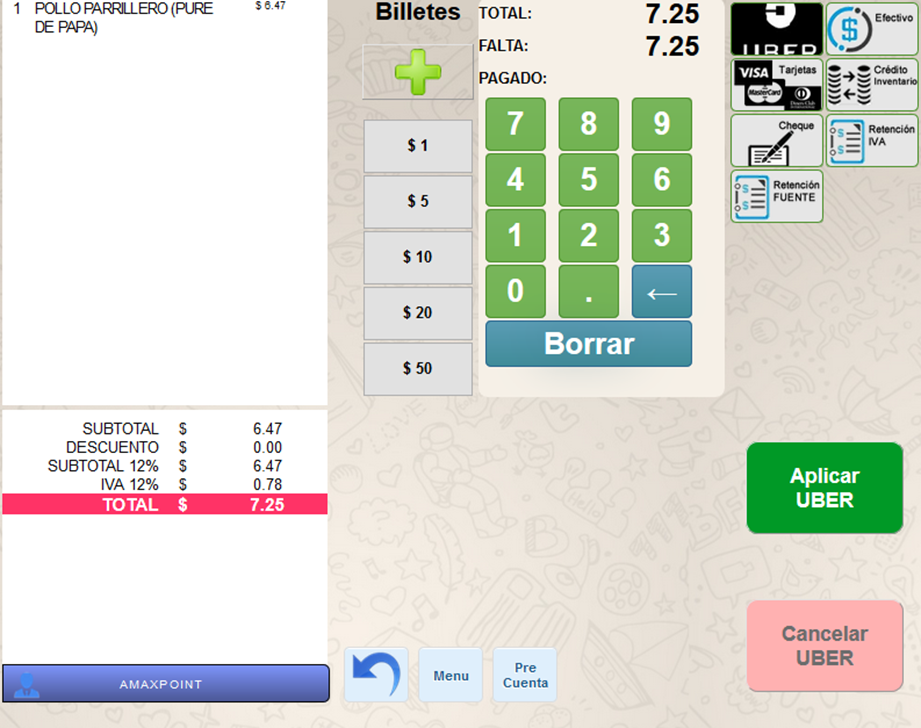 1 POLLO PARRILLERO (PURE $ 6.47
DE PAPA)
SUBTOTAL $ 6.47
DESCUENTO $ 0.00
SUBTOTAL 12% $ 6.47
IVA 12% $ 0.78
TOTAL $ 7.25
AMAXPOINT
Billetes
$ 1
$ 5
$ 10
$ 20
$ 50
TOTAL: 7.25
FALTA: 7.25
PAGADO:
7 8 9
4 5 6
1 2 3
0 . ←
Borrar
UBER
Efectivo
VISA
MasterCard
Diners Club
Tarjetas
Crédito
Inventario
Cheque
Retención
IVA
Retención
FUENTE
Aplicar
UBER
Cancelar
UBER
Menu
Pre
Cuenta